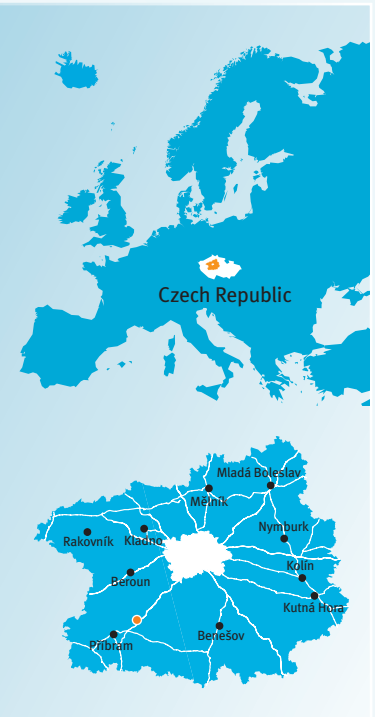 Czech Republic
Mladá Boleslav
Mělník
Nymburk
Rakovník
Kladno
Kolín
Beroun
Kutná Hora
Benešov
Příbram